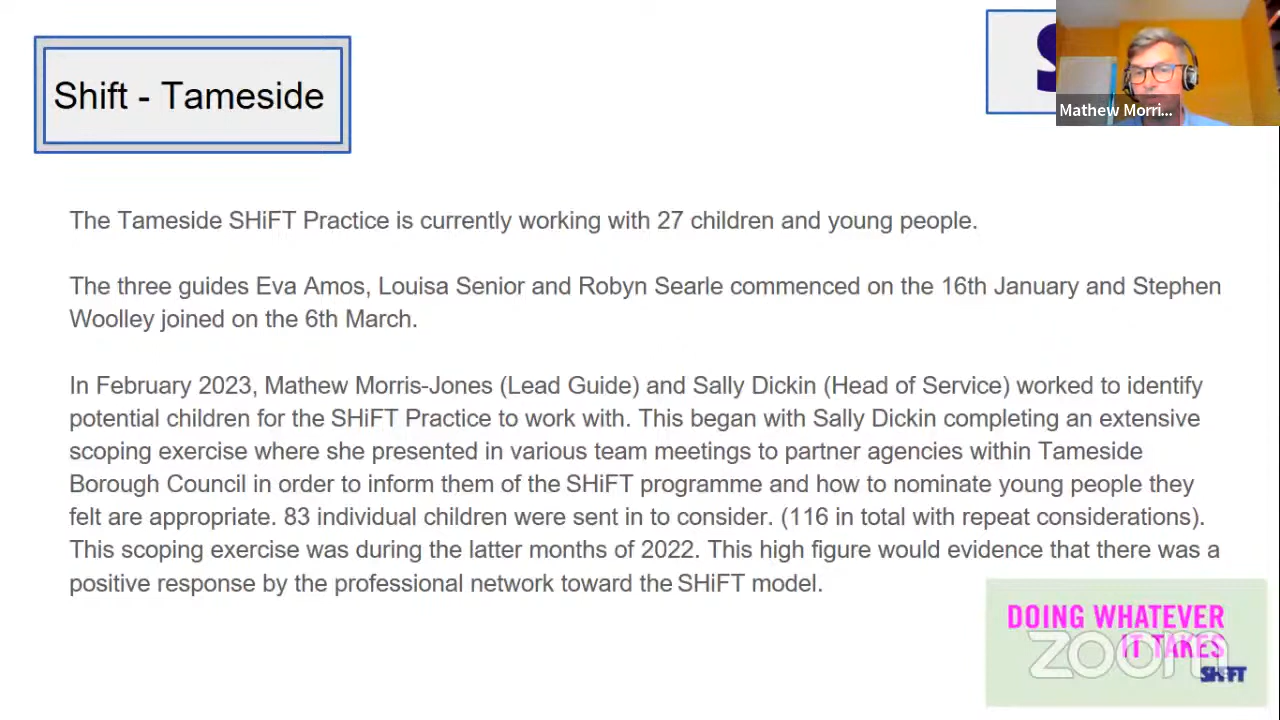 Shift - Tameside
S
Mathew Morri...
The Tameside SHiFT Practice is currently working with 27 children and young people.
The three guides Eva Amos, Louisa Senior and Robyn Searle commenced on the 16th January and Stephen
Woolley joined on the 6th March.
In February 2023, Mathew Morris-Jones (Lead Guide) and Sally Dickin (Head of Service) worked to identify
potential children for the SHiFT Practice to work with. This began with Sally Dickin completing an extensive
scoping exercise where she presented in various team meetings to partner agencies within Tameside
Borough Council in order to inform them of the SHiFT programme and how to nominate young people they
felt are appropriate. 83 individual children were sent in to consider. (116 in total with repeat considerations).
This scoping exercise was during the latter months of 2022. This high figure would evidence that there was a
positive response by the professional network toward the SHiFT model.
DOING WHATEVER
IT TAKES
zoom
SHiFT